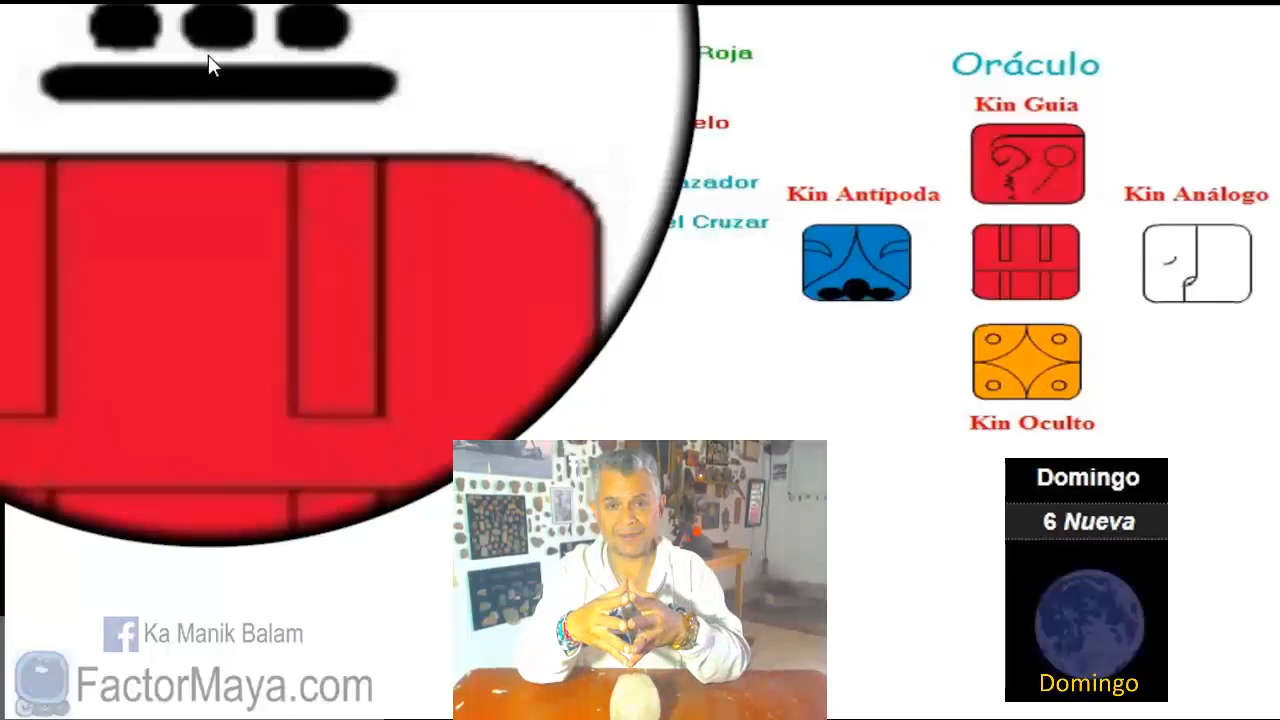 Roja
elo
azador
el Cruzar
Oráculo
Kin Guia
Kin Antípoda
Kin Análogo
Kin Oculto
Domingo
6 Nueva
Domingo
Ka Manik Balam
FactorMaya.com